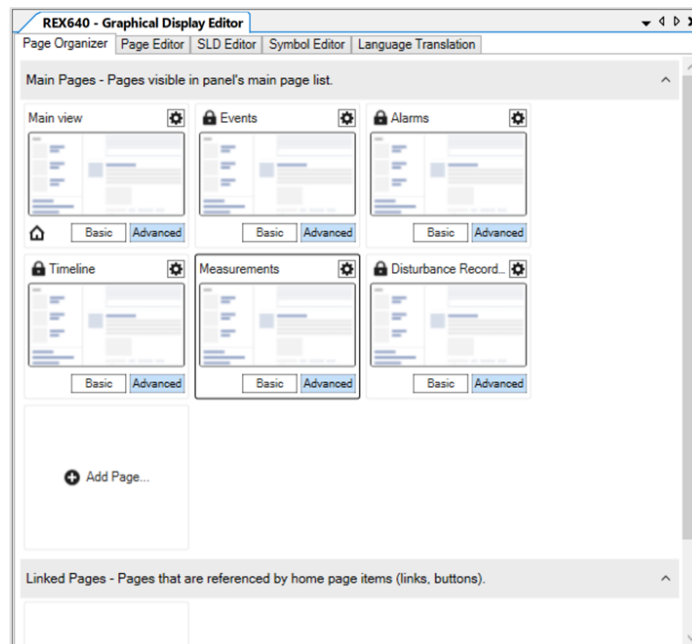 REX640 - Graphical Display Editor
Page Organizer Page Editor SLD Editor Symbol Editor Language Translation
Main Pages - Pages visible in panel's main page list.
Main view Events Alarms
Basic Advanced Basic Advanced Basic Advanced
Timeline Measurements Disturbance Record...
Basic Advanced Basic Advanced Basic Advanced
Add Page...
Linked Pages - Pages that are referenced by home page items (links, buttons).